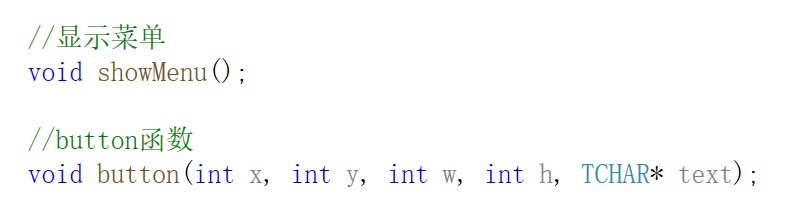 //显示菜单
void showMenu();
//button函数
void button(int x, int y, int w, int h, TCHAR* text);